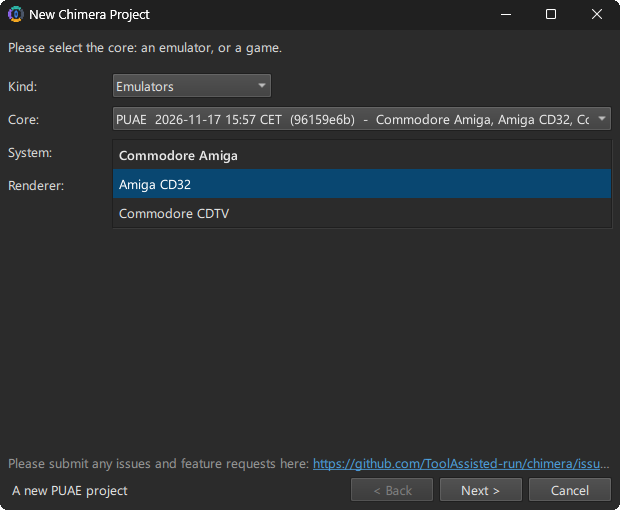 New Chimera Project
Please select the core: an emulator, or a game.
Kind: Emulators
Core: PUAE 2026-11-17 15:57 CET (96159e6b) - Commodore Amiga, Amiga CD32, Co
System:
Commodore Amiga
Amiga CD32
Renderer:
Commodore CDTV
Please submit any issues and feature requests here: https://github.com/ToolAssisted-run/chimera/issu...
A new PUAE project < Back Next > Cancel